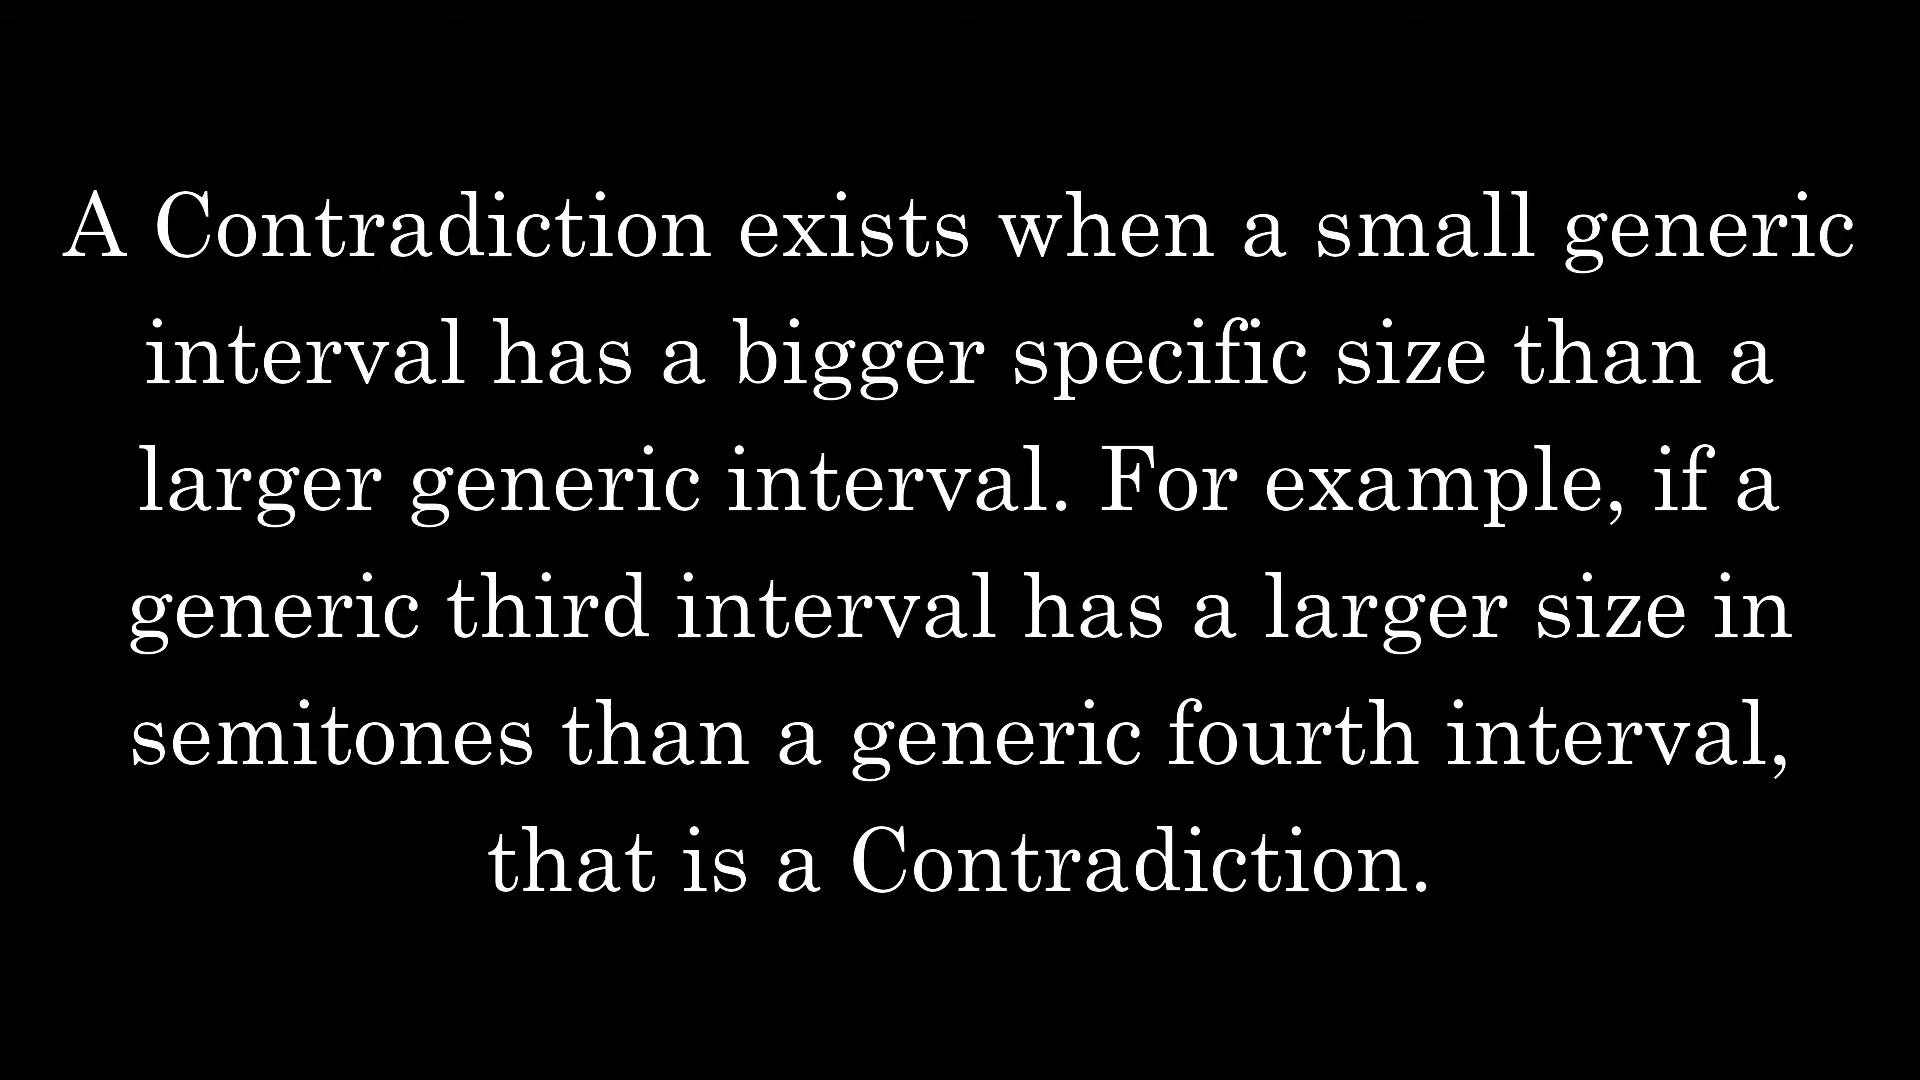 A Contradiction exists when a small generic
interval has a bigger specific size than a
larger generic interval. For example, if a
generic third interval has a larger size in
semitones than a generic fourth interval,
that is a Contradiction.